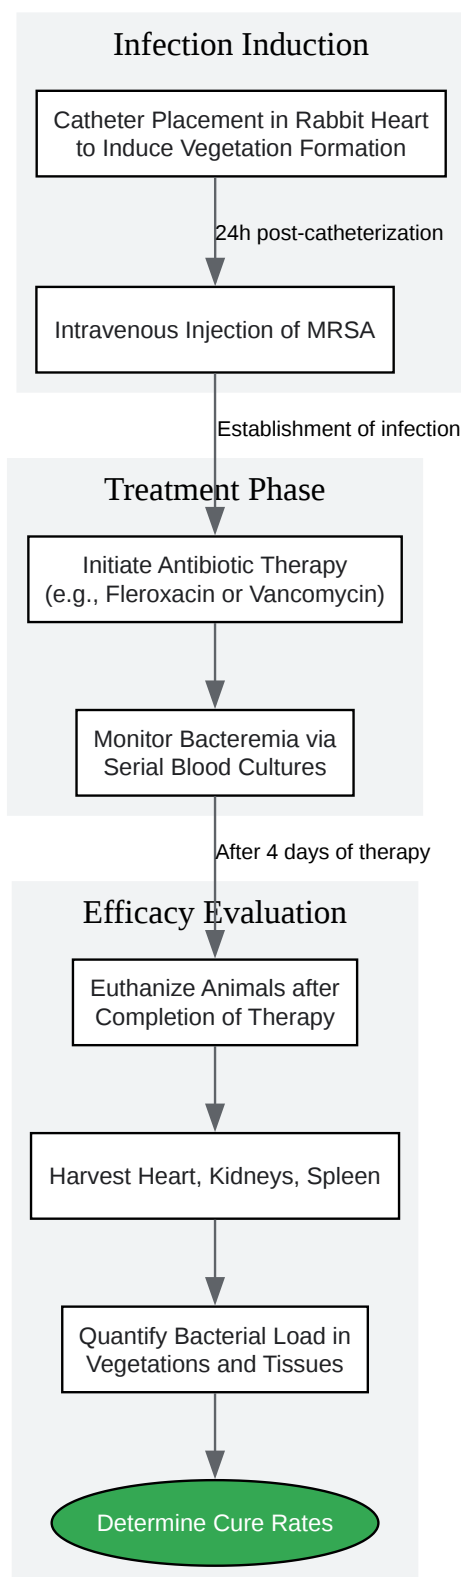 Infection Induction
Catheter Placement in Rabbit Heart
to Induce Vegetation Formation
24h post-catheterization
Intravenous Injection of MRSA
Establishment of infection
Treatment Phase
Initiate Antibiotic Therapy
(e.g., Fleroxacin or Vancomycin)
Monitor Bacteremia via
Serial Blood Cultures
After 4 days of therapy
Efficacy Evaluation
Euthanize Animals after
Completion of Therapy
Harvest Heart, Kidneys, Spleen
Quantify Bacterial Load in
Vegetations and Tissues
Determine Cure Rates